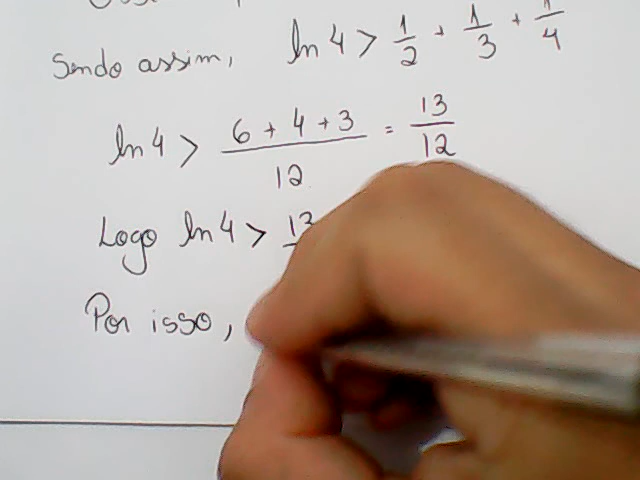 Sendo assim, ln 4 > 1/2 + 1/3 + 1/4
ln 4 > (6 + 4 + 3)/12 = 13/12
Logo ln 4 > 13
Por isso,